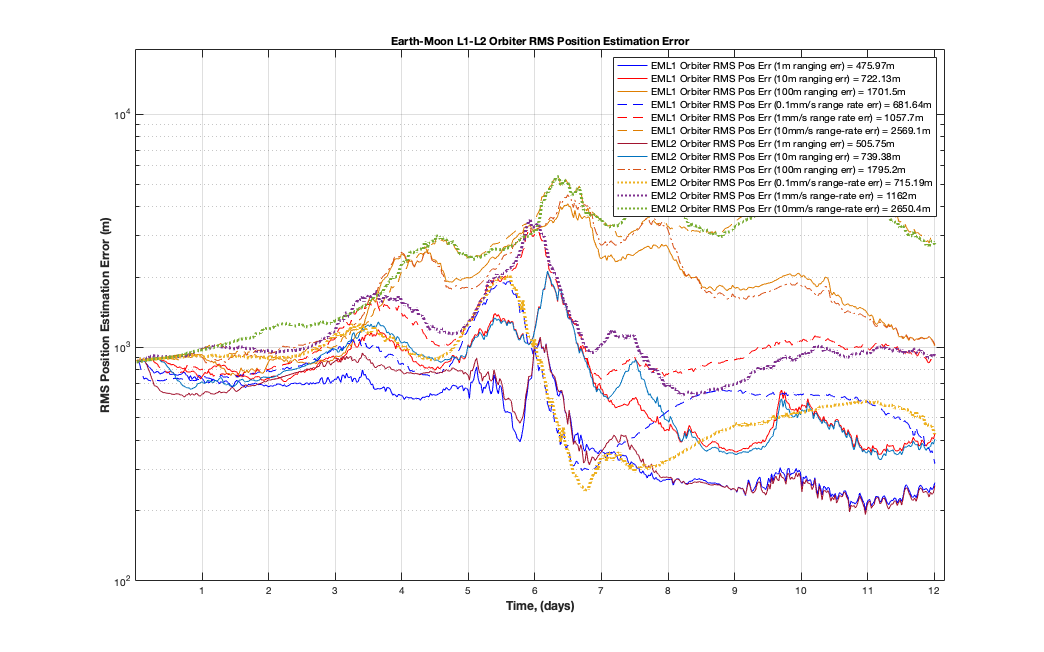 Earth-Moon L1-L2 Orbiter RMS Position Estimation Error
EML1 Orbiter RMS Pos Err (1m ranging err) = 475.97m
EML1 Orbiter RMS Pos Err (10m ranging err) = 722.13m
EML1 Orbiter RMS Pos Err (100m ranging err) = 1701.5m
EML1 Orbiter RMS Pos Err (0.1mm/s range rate err) = 681.64m
EML1 Orbiter RMS Pos Err (1mm/s range rate err) = 1057.7m
EML1 Orbiter RMS Pos Err (10mm/s range-rate err) = 2569.1m
EML2 Orbiter RMS Pos Err (1m ranging err) = 505.75m
EML2 Orbiter RMS Pos Err (10m ranging err) = 739.38m
EML2 Orbiter RMS Pos Err (100m ranging err) = 1795.2m
EML2 Orbiter RMS Pos Err (0.1mm/s range-rate err) = 715.19m
EML2 Orbiter RMS Pos Err (1mm/s range-rate err) = 1162m
EML2 Orbiter RMS Pos Err (10mm/s range-rate err) = 2650.4m
RMS Position Estimation Error (m)
10⁴
10³
10²
1 2 3 4 5 6 7 8 9 10 11 12
Time, (days)